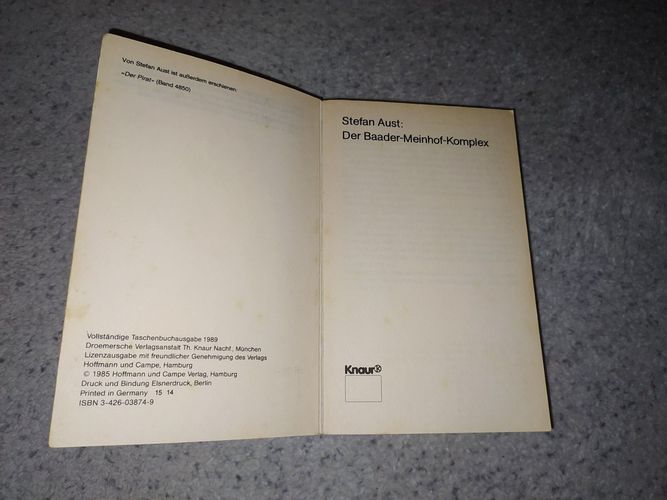 Von Stefan Aust ist außerdem erschienen:
»Der Pirat« (Band 4850)
Vollständige Taschenbuchausgabe 1989
Droemersche Verlagsanstalt Th. Knaur Nachf., München
Lizenzausgabe mit freundlicher Genehmigung des Verlags
Hoffmann und Campe, Hamburg
© 1985 Hoffmann und Campe Verlag, Hamburg
Druck und Bindung Elsnerdruck, Berlin
Printed in Germany 15 14
ISBN 3-426-03874-9
Stefan Aust:
Der Baader-Meinhof-Komplex
Knaur®